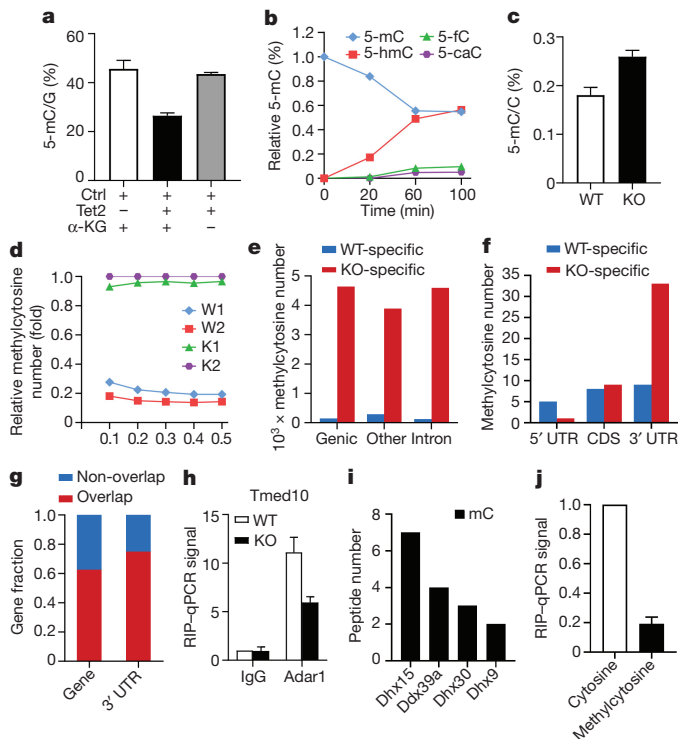 a
5-mC/G (%)
60
40
20
0
Ctrl + + +
Tet2 – + +
α-KG + + –
b
5-mC 5-fC
5-hmC 5-caC
Relative 5-mC (%)
1.2
1.0
0.8
0.6
0.4
0.2
0
0 20 60 100
Time (min)
c
5-mC/C (%)
0.3
0.2
0.1
0
WT KO
d
Relative methylcytosine
number (fold)
1.0
0.8
0.6
0.4
0.2
0
W1
W2
K1
K2
0.1 0.2 0.3 0.4 0.5
e
WT-specific
KO-specific
10³ × methylcytosine number
5
4
3
2
1
0
Genic Other Intron
f
WT-specific
KO-specific
Methylcytosine number
35
30
25
20
15
10
5
0
5′ UTR CDS 3′ UTR
g
Non-overlap
Overlap
Gene fraction
1.0
0.8
0.6
0.4
0.2
0
Gene
3′ UTR
h
Tmed10
WT
KO
RIP–qPCR signal
15
10
5
0
IgG Adar1
i
mC
Peptide number
8
6
4
2
0
Dhx15
Ddx39a
Dhx30
Dhx9
j
RIP–qPCR signal
1.0
0.8
0.6
0.4
0.2
0
Cytosine
Methylcytosine